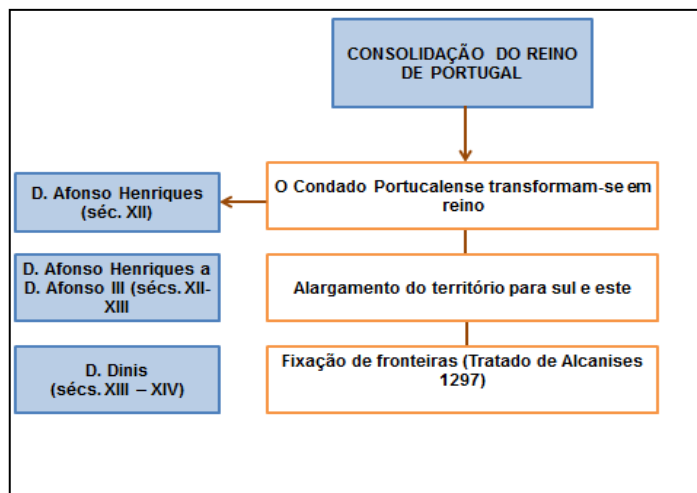 CONSOLIDAÇÃO DO REINO
DE PORTUGAL
D. Afonso Henriques
(séc. XII)
O Condado Portucalense transformam-se em
reino
D. Afonso Henriques a
D. Afonso III (sécs. XII-
XIII
Alargamento do território para sul e este
D. Dinis
(sécs. XIII – XIV)
Fixação de fronteiras (Tratado de Alcanises
1297)